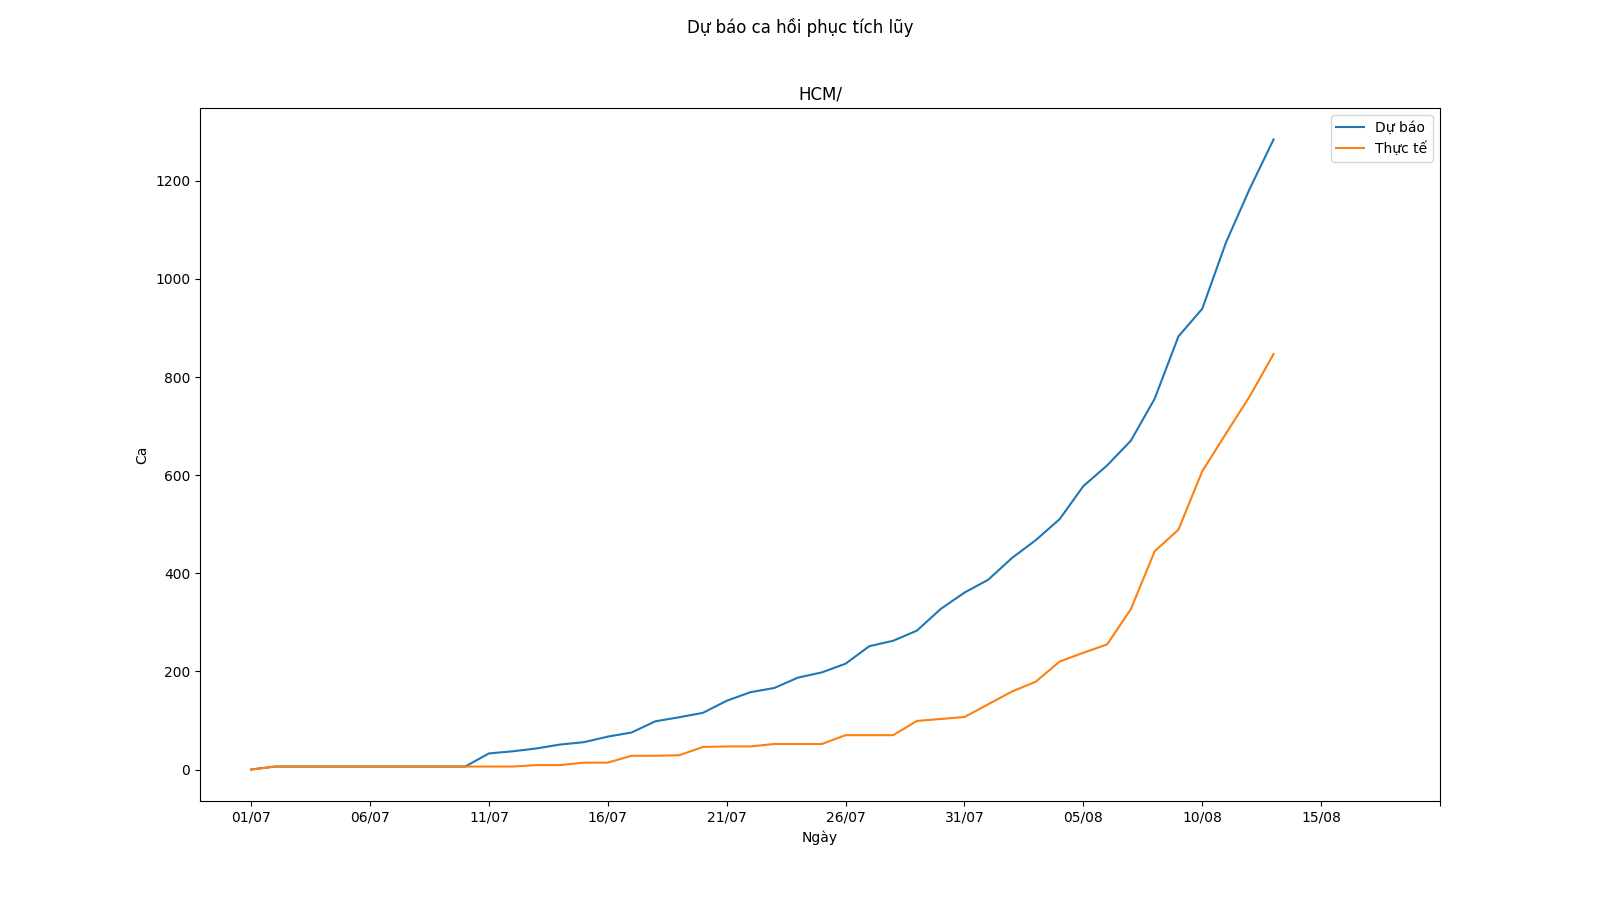 Dự báo ca hồi phục tích lũy
HCM/
Dự báo
Thực tế
1200
1000
800
600
400
200
0
Ca
01/07 06/07 11/07 16/07 21/07 26/07 31/07 05/08 10/08 15/08
Ngày